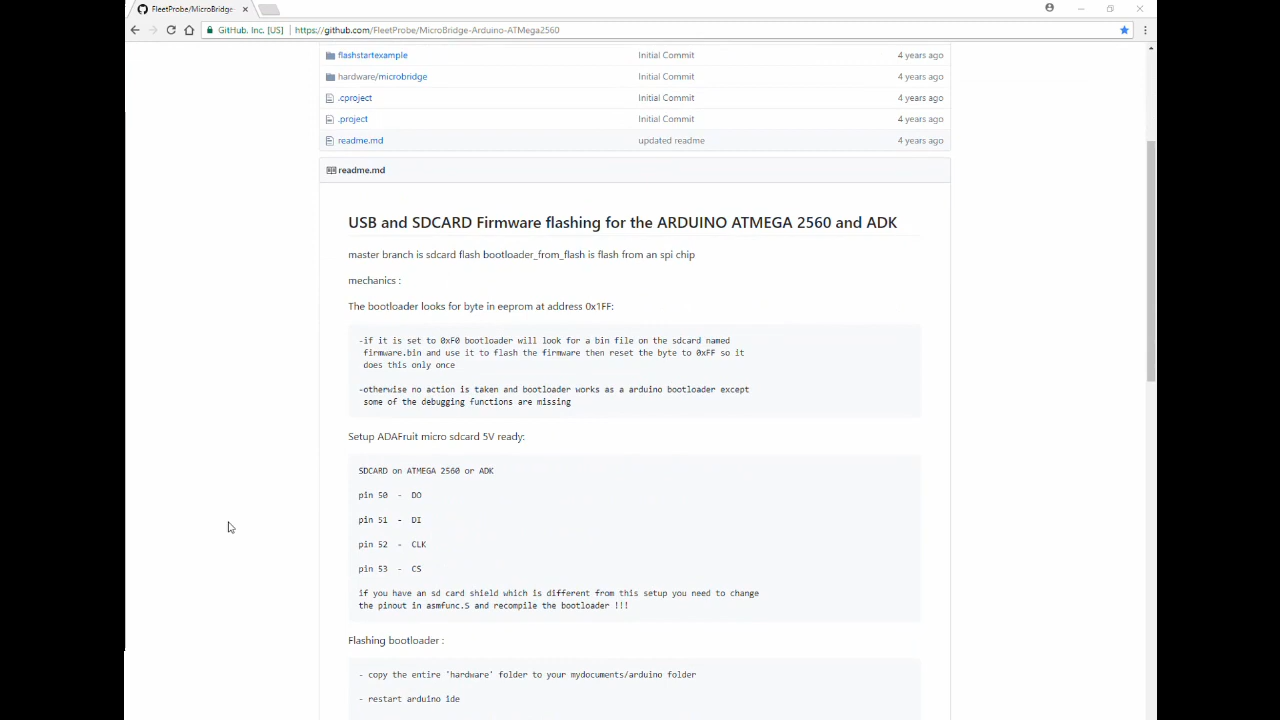 FleetProbe/MicroBridge-
GitHub, Inc. [US]
https://github.com/FleetProbe/MicroBridge-Arduino-ATMega2560
flashstartexample Initial Commit 4 years ago
hardware/microbridge Initial Commit 4 years ago
.cproject Initial Commit 4 years ago
.project Initial Commit 4 years ago
readme.md updated readme 4 years ago
readme.md
USB and SDCARD Firmware flashing for the ARDUINO ATMEGA 2560 and ADK
master branch is sdcard flash bootloader_from_flash is flash from an spi chip
mechanics :
The bootloader looks for byte in eeprom at address 0x1FF:
-if it is set to 0xF0 bootloader will look for a bin file on the sdcard named
firmware.bin and use it to flash the firmware then reset the byte to 0xFF so it
does this only once
-otherwise no action is taken and bootloader works as a arduino bootloader except
some of the debugging functions are missing
Setup ADAFruit micro sdcard 5V ready:
SDCARD on ATMEGA 2560 or ADK
pin 50 - DO
pin 51 - DI
pin 52 - CLK
pin 53 - CS
if you have an sd card shield which is different from this setup you need to change
the pinout in asmfunc.S and recompile the bootloader !!!
Flashing bootloader :
- copy the entire 'hardware' folder to your mydocuments/arduino folder
- restart arduino ide